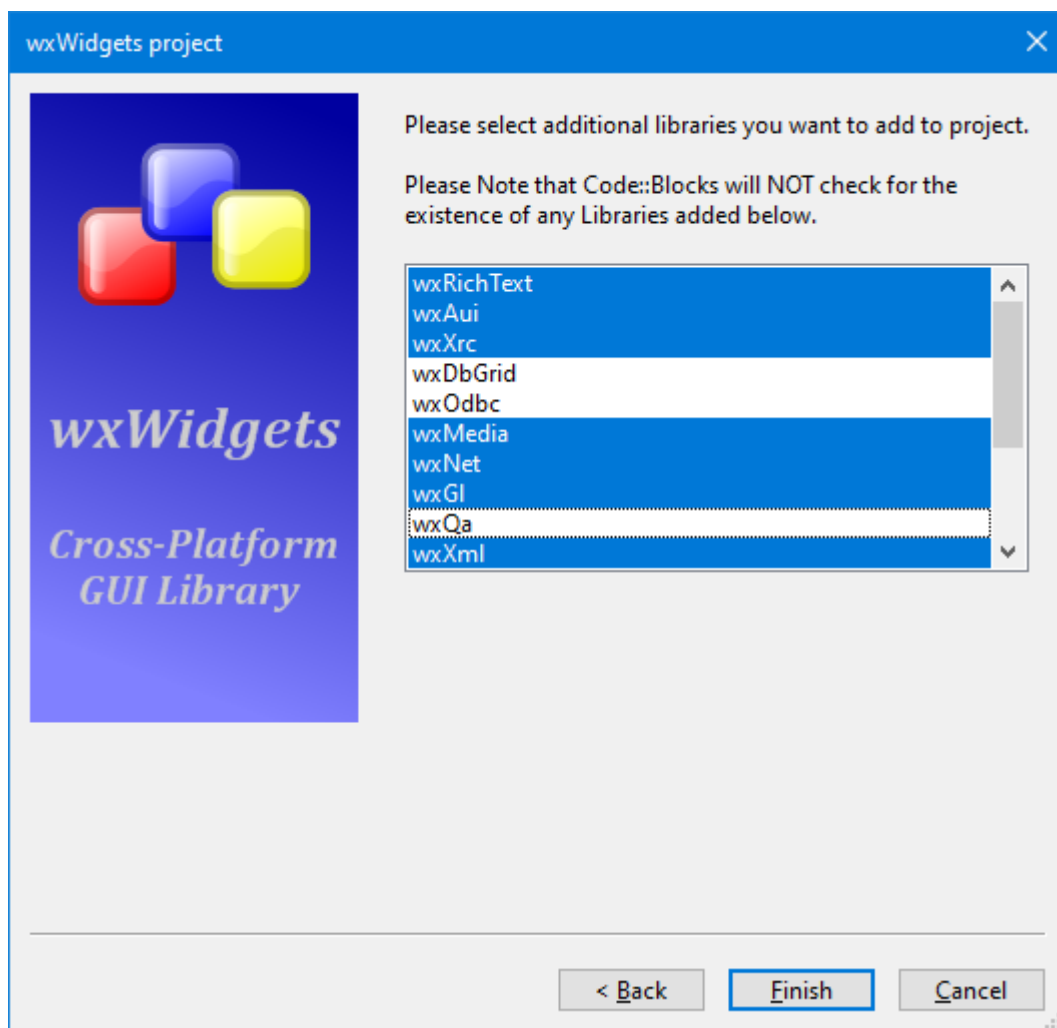 wxWidgets project
wxWidgets
Cross-Platform
GUI Library
Please select additional libraries you want to add to project.
Please Note that Code::Blocks will NOT check for the
existence of any Libraries added below.
wxRichText
wxAui
wxXrc
wxDbGrid
wxOdbc
wxMedia
wxNet
wxGl
wxQa
wxXml
< Back
Finish
Cancel